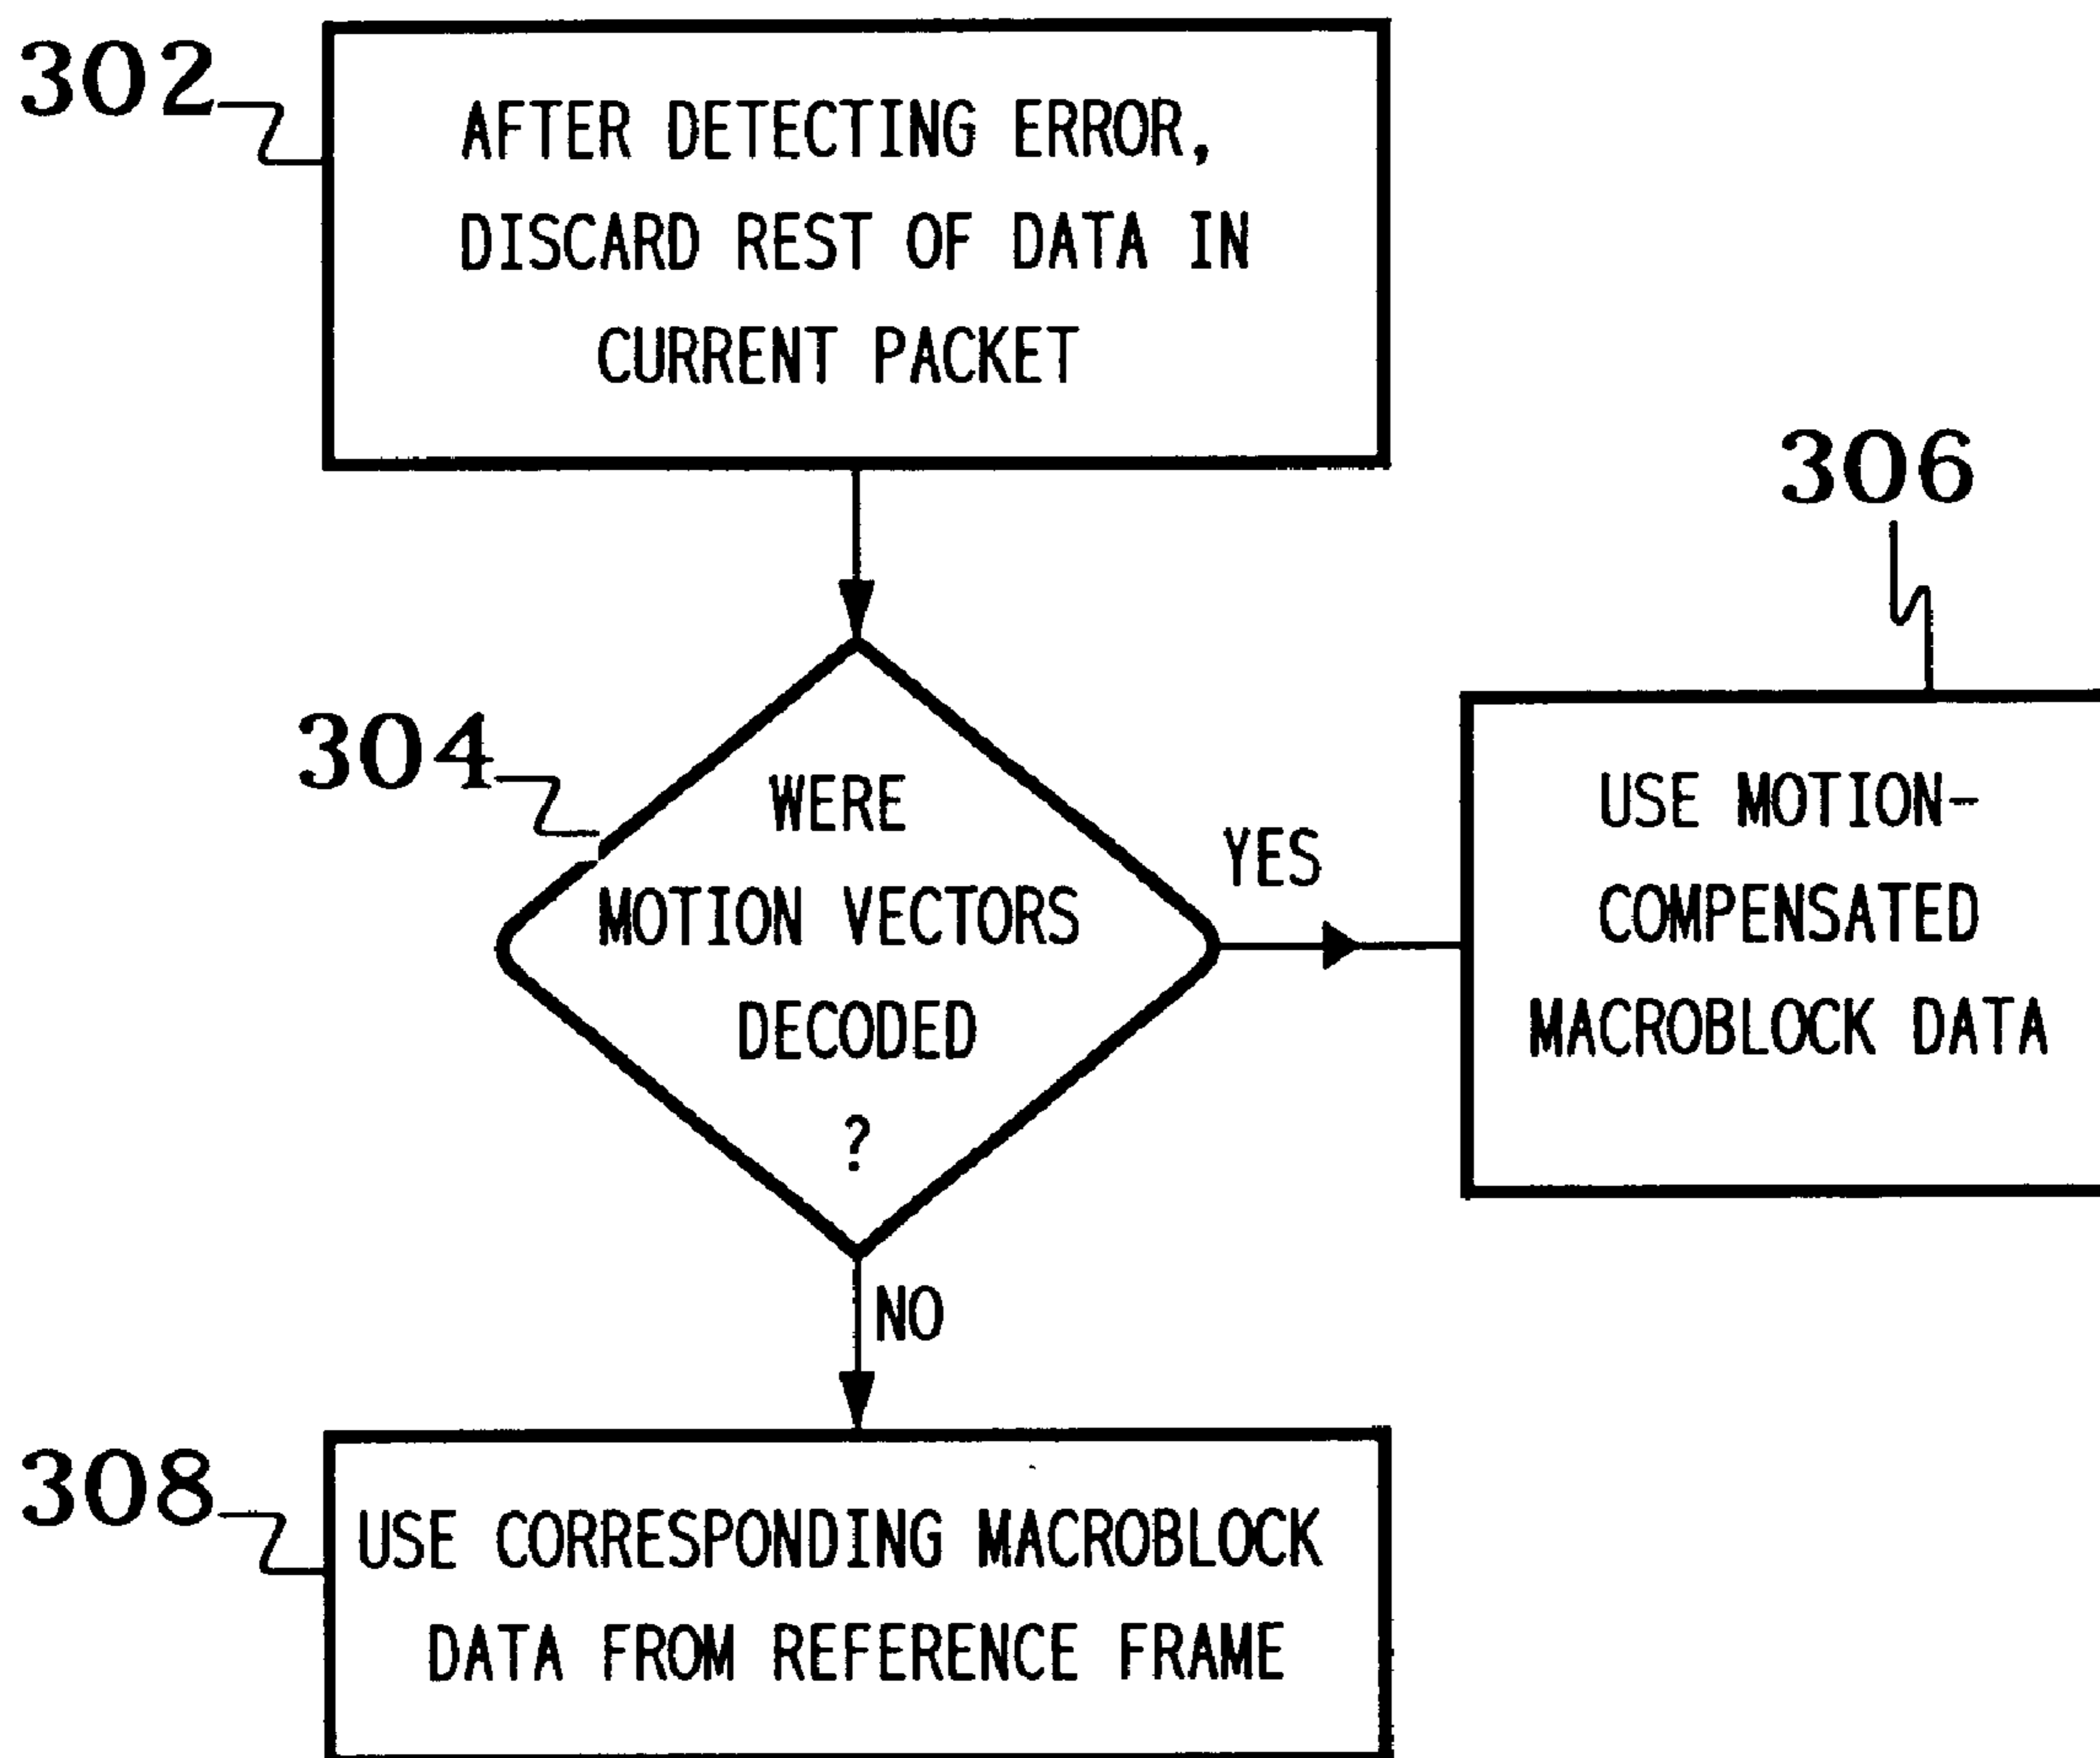 302
AFTER DETECTING ERROR,
DISCARD REST OF DATA IN
CURRENT PACKET
306
304
WERE
MOTION VECTORS
DECODED
?
YES
USE MOTION-
COMPENSATED
MACROBLOCK DATA
NO
308
USE CORRESPONDING MACROBLOCK
DATA FROM REFERENCE FRAME